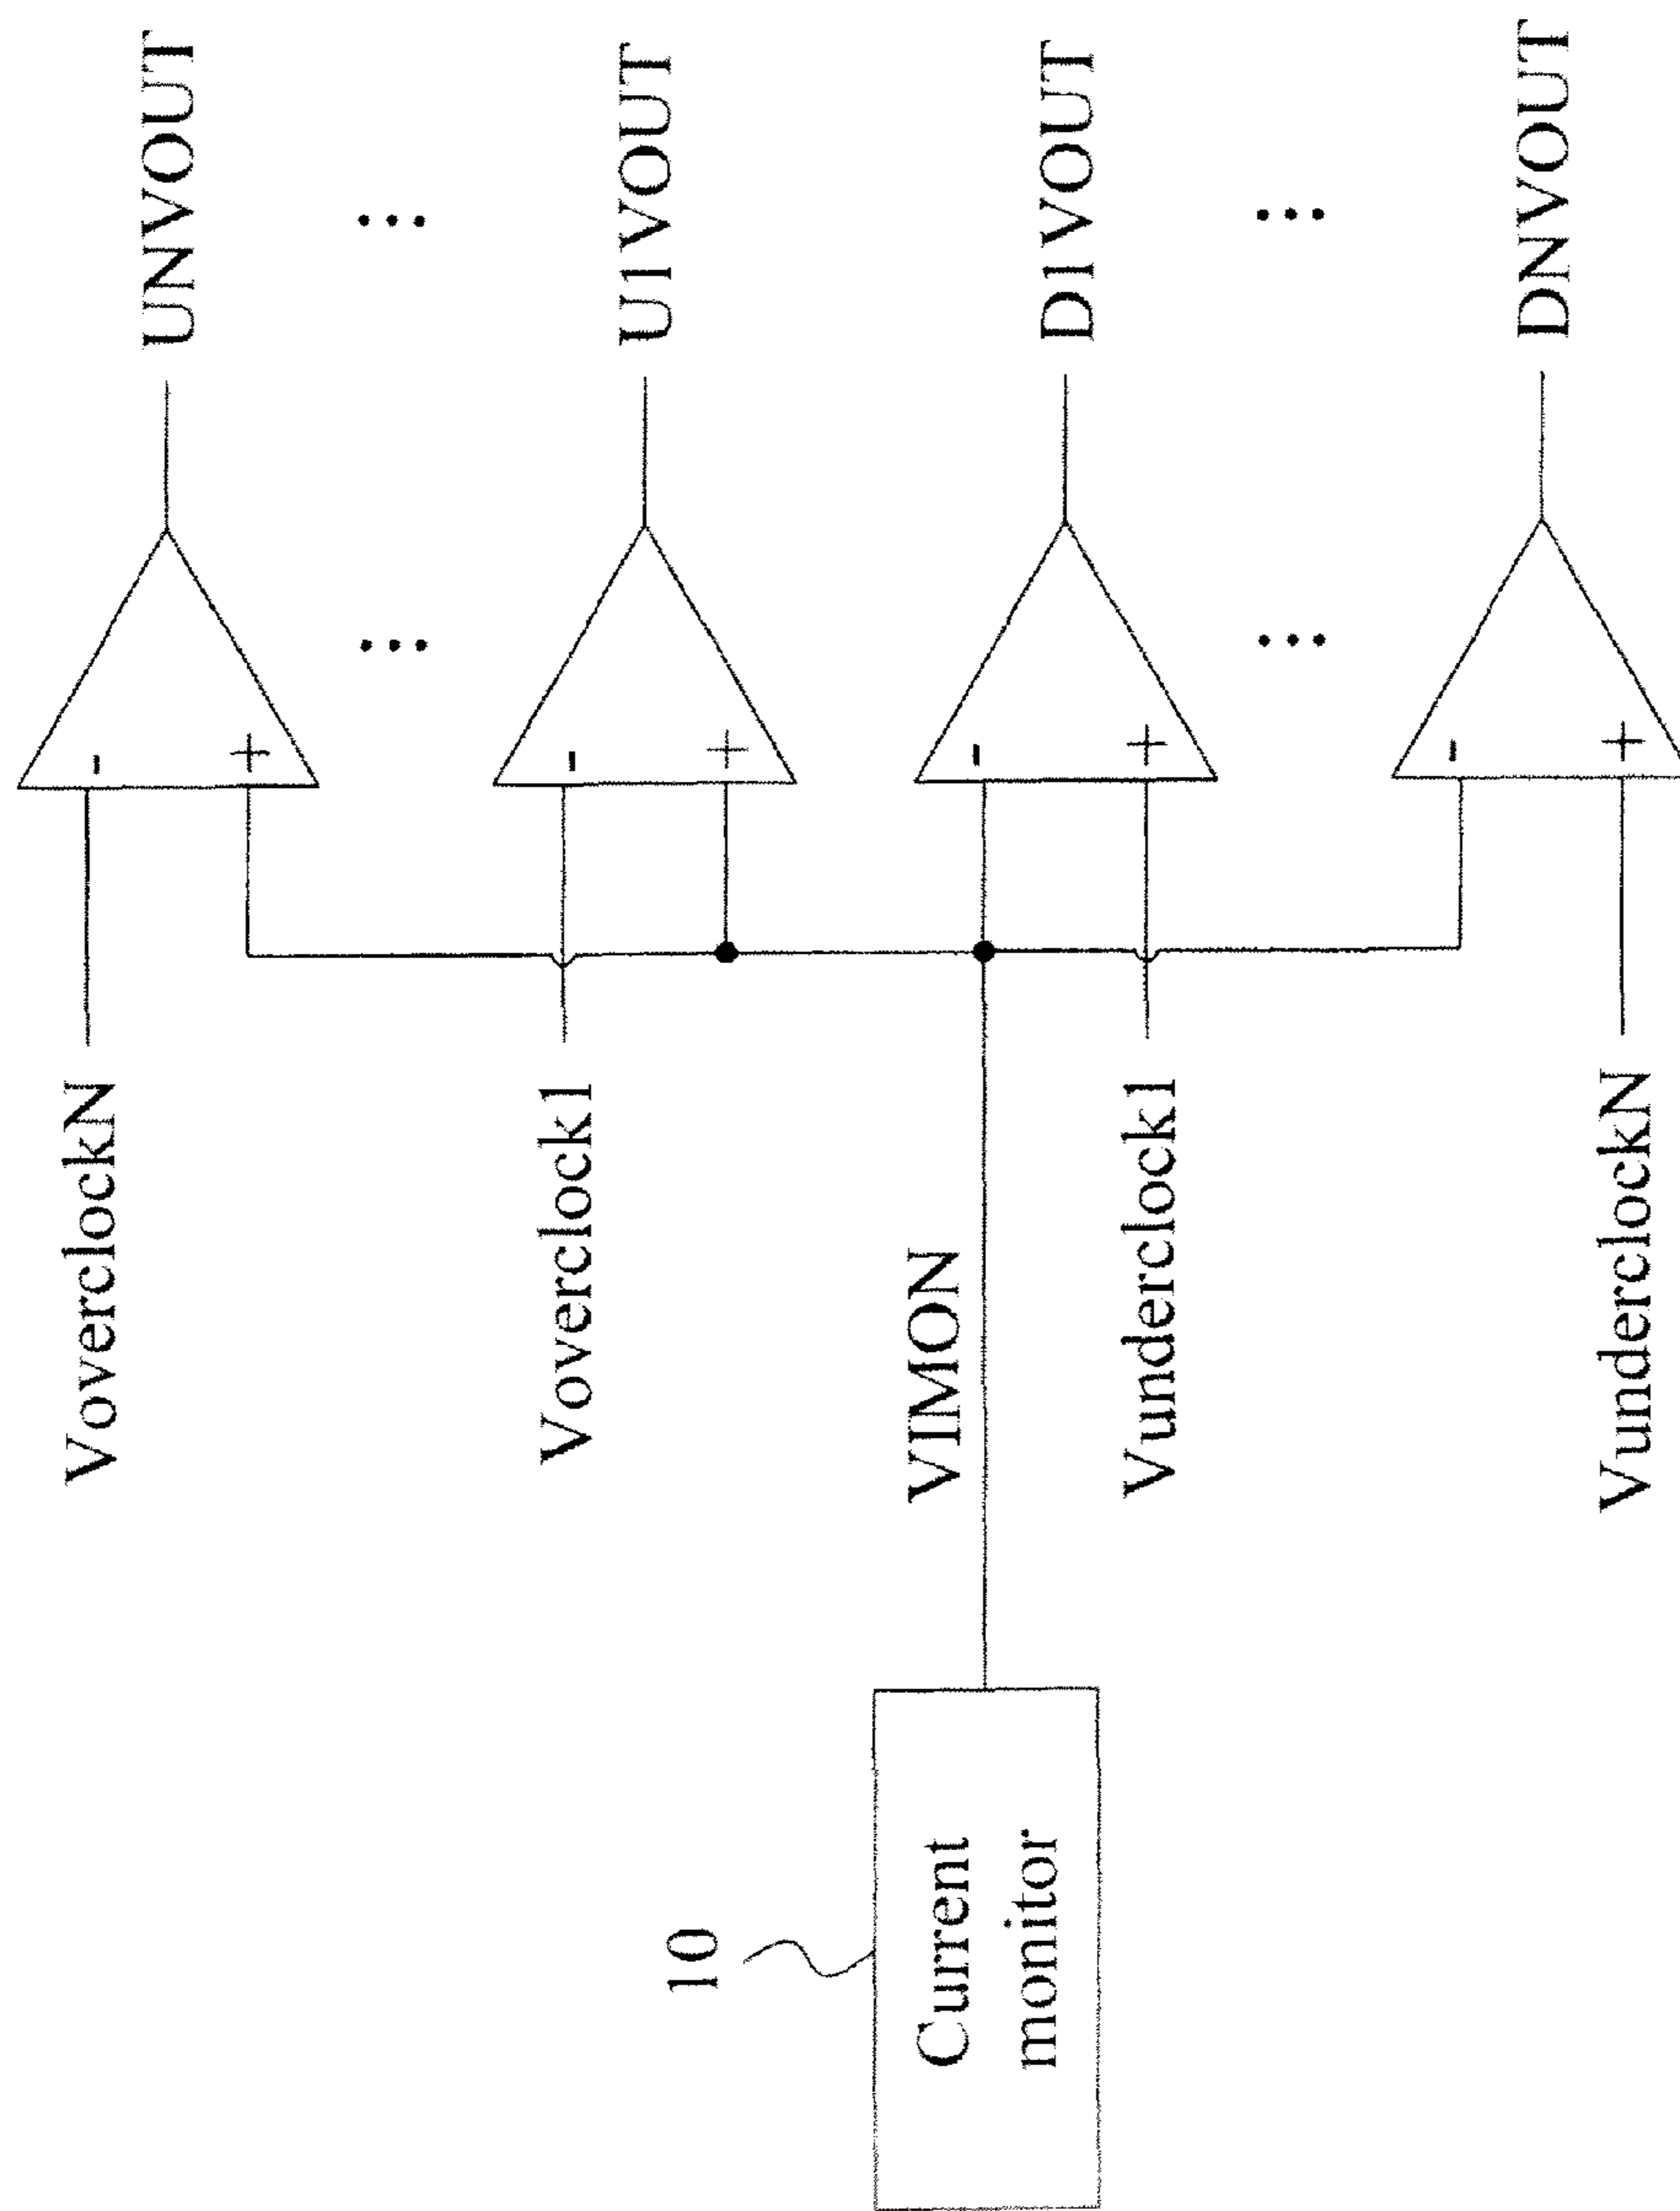 VoverclockN
-
+
UNVOUT
...
...
Voverclock1
-
+
U1VOUT
10
Current
monitor
VIMON
-
+
D1VOUT
Vunderclock1
...
...
-
+
DNVOUT
VunderclockN